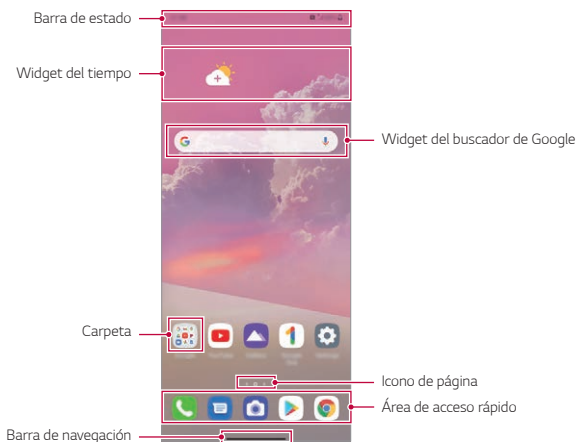 Barra de estado
Widget del tiempo
Widget del buscador de Google
Carpeta
Icono de página
Área de acceso rápido
Barra de navegación